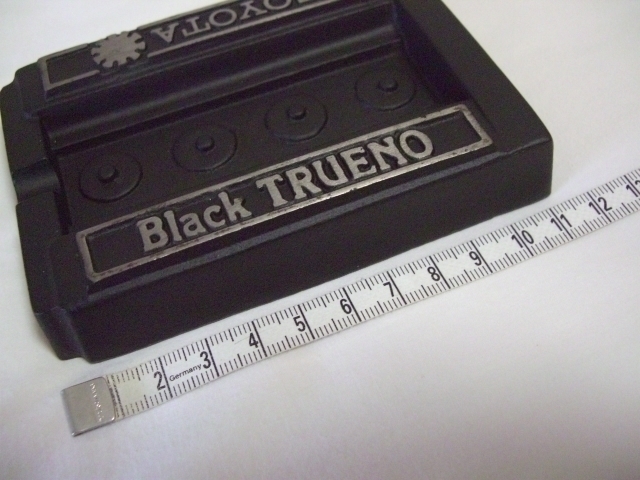 TOYOTA
Black TRUENO
2 Germany 3 4 5 6 7 8 9 10 11 12